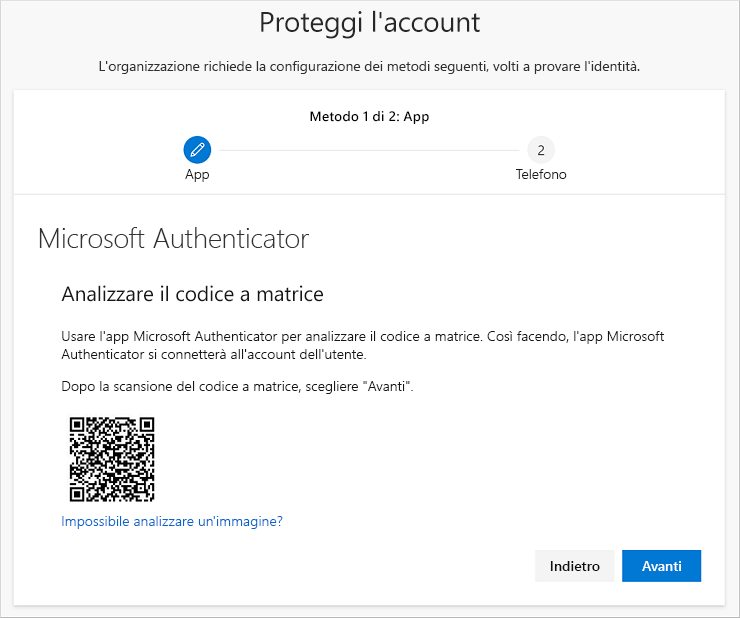 Proteggi l'account
L'organizzazione richiede la configurazione dei metodi seguenti, volti a provare l'identità.
Metodo 1 di 2: App
2
App
Telefono
Microsoft Authenticator
Analizzare il codice a matrice
Usare l'app Microsoft Authenticator per analizzare il codice a matrice. Così facendo, l'app Microsoft
Authenticator si connetterà all'account dell'utente.
Dopo la scansione del codice a matrice, scegliere "Avanti".
Impossibile analizzare un'immagine?
Indietro
Avanti